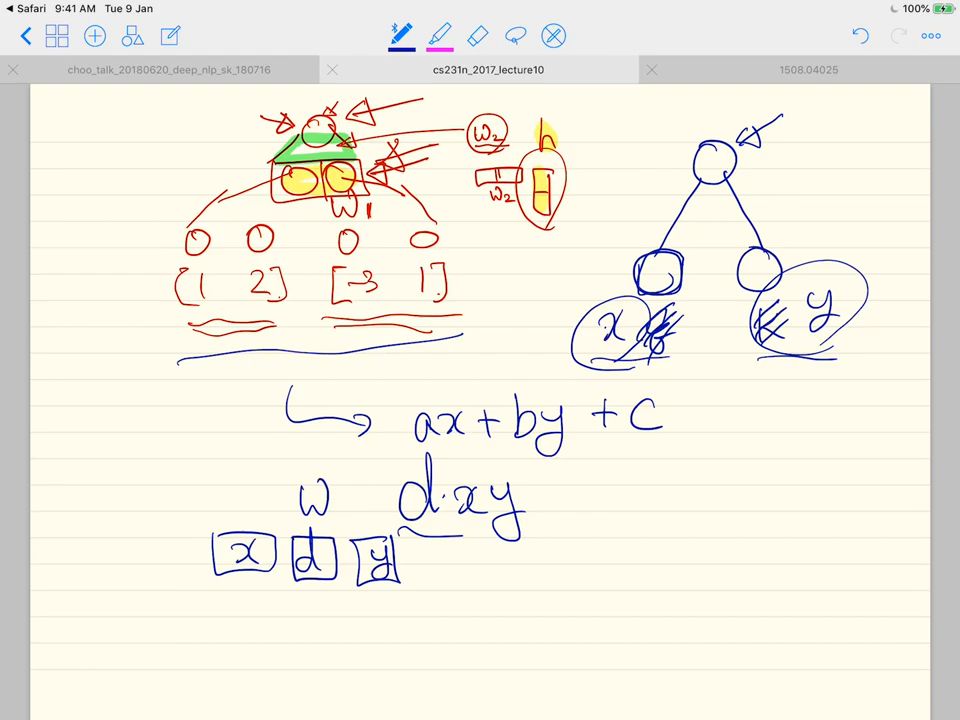 Safari 9:41 AM Tue 9 Jan 100%
choo_talk_20180620_deep_nlp_sk_180716 cs231n_2017_lecture10 1508.04025
W2 h
W2
W1
[1 2] [-3 1]
x y
ax + by + c
W d·xy
x d y